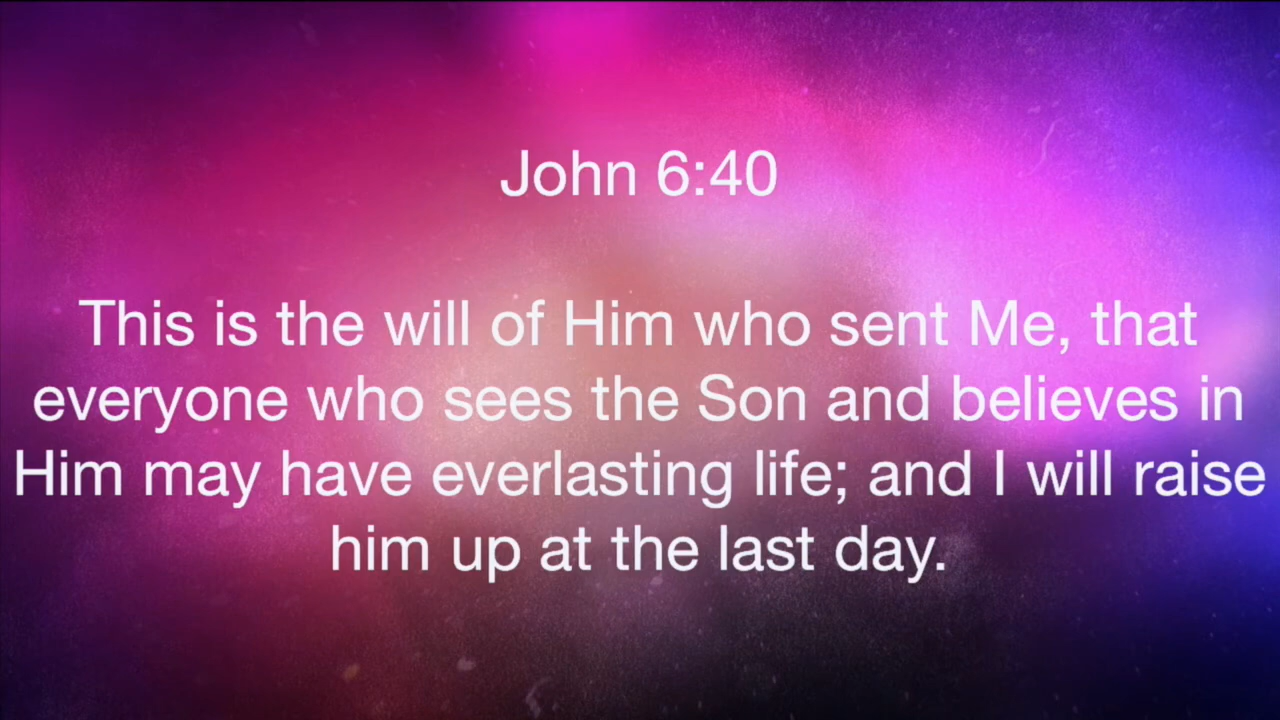 John 6:40
This is the will of Him who sent Me, that
everyone who sees the Son and believes in
Him may have everlasting life; and I will raise
him up at the last day.